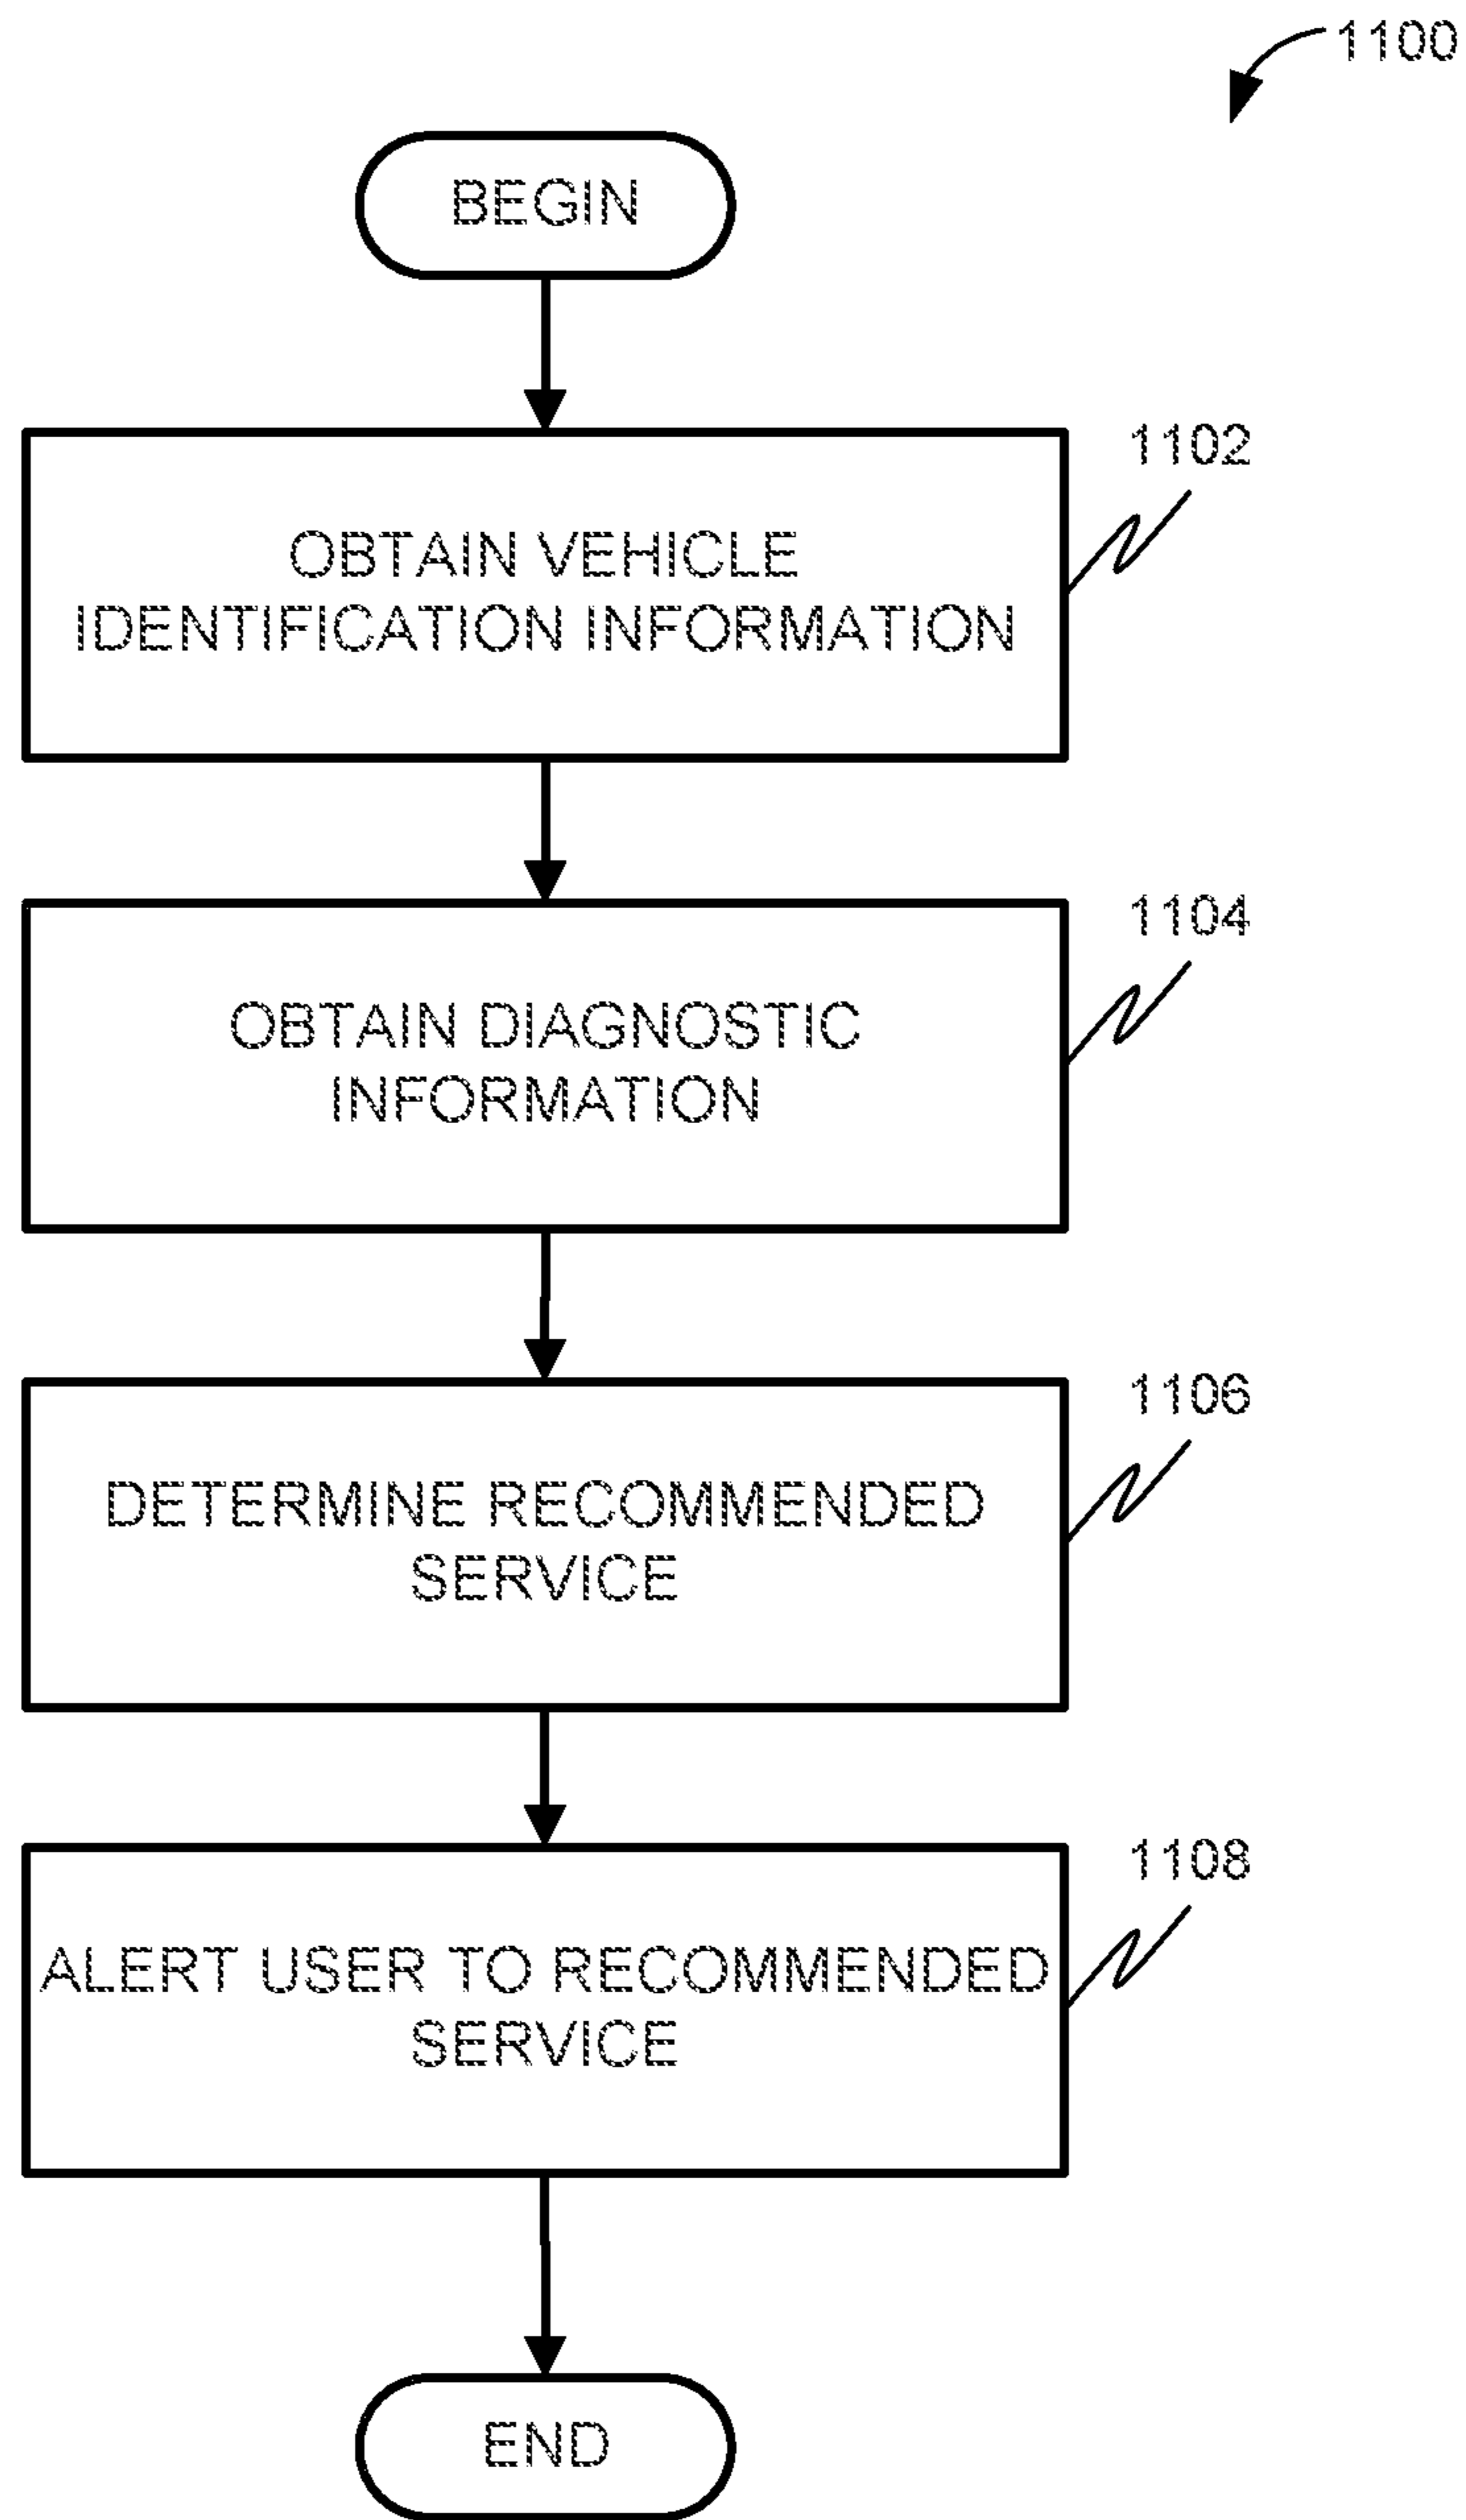 1100
BEGIN
1102
OBTAIN VEHICLE
IDENTIFICATION INFORMATION
1104
OBTAIN DIAGNOSTIC
INFORMATION
1106
DETERMINE RECOMMENDED
SERVICE
1108
ALERT USER TO RECOMMENDED
SERVICE
END